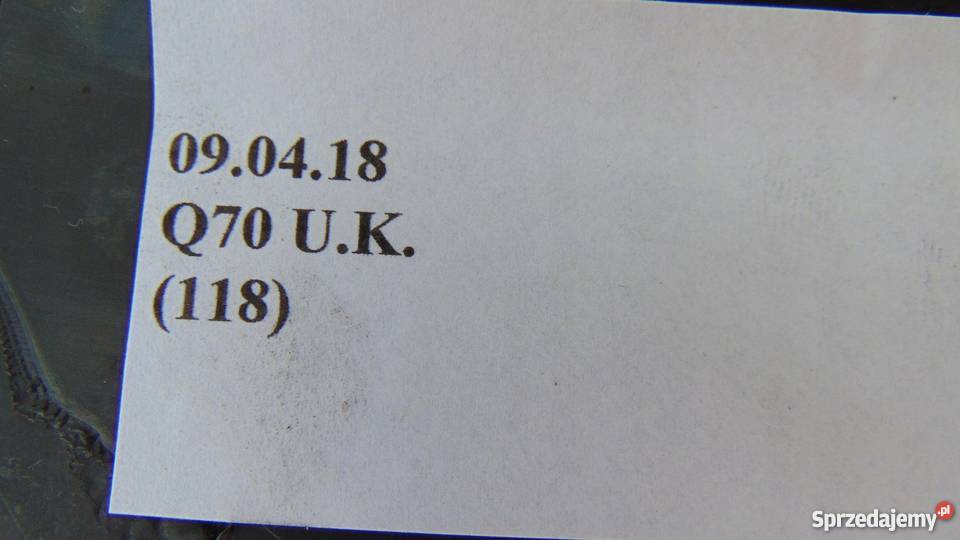 09.04.18
Q70 U.K.
(118)
Sprzedajemy.pl